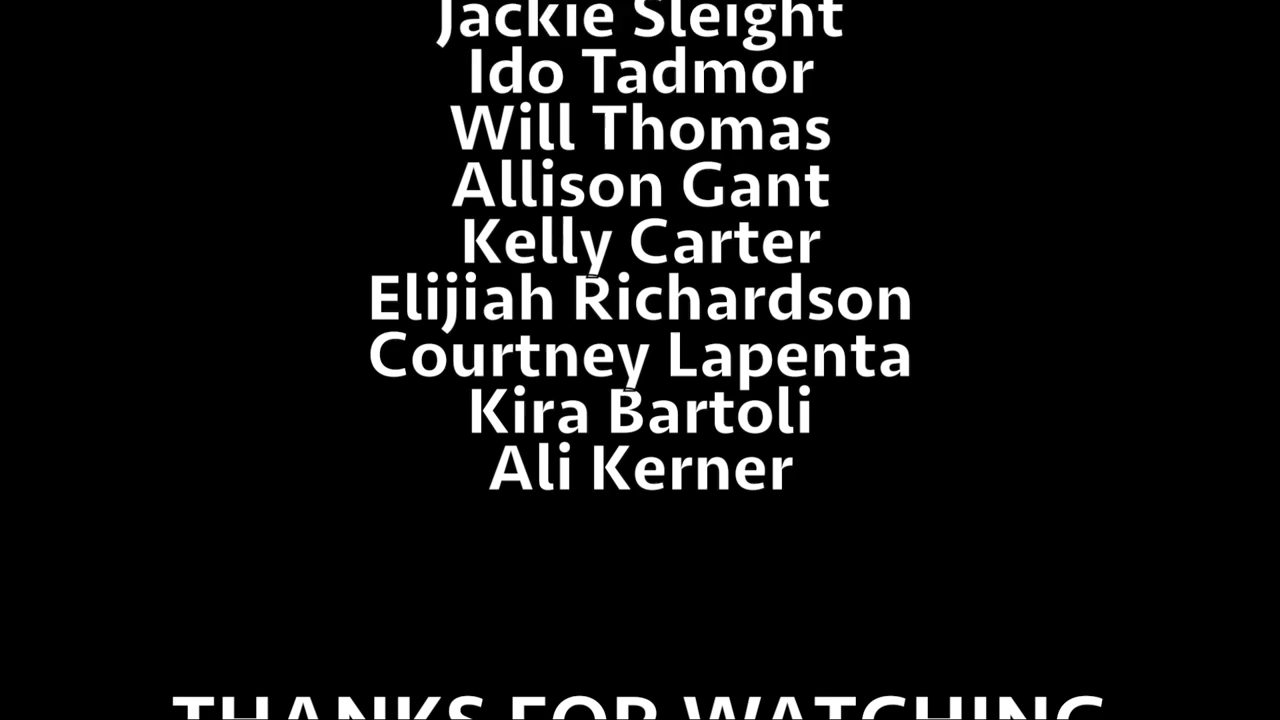 Jackie Sleight
Ido Tadmor
Will Thomas
Allison Gant
Kelly Carter
Elijiah Richardson
Courtney Lapenta
Kira Bartoli
Ali Kerner
THANKS FOR WATCHING